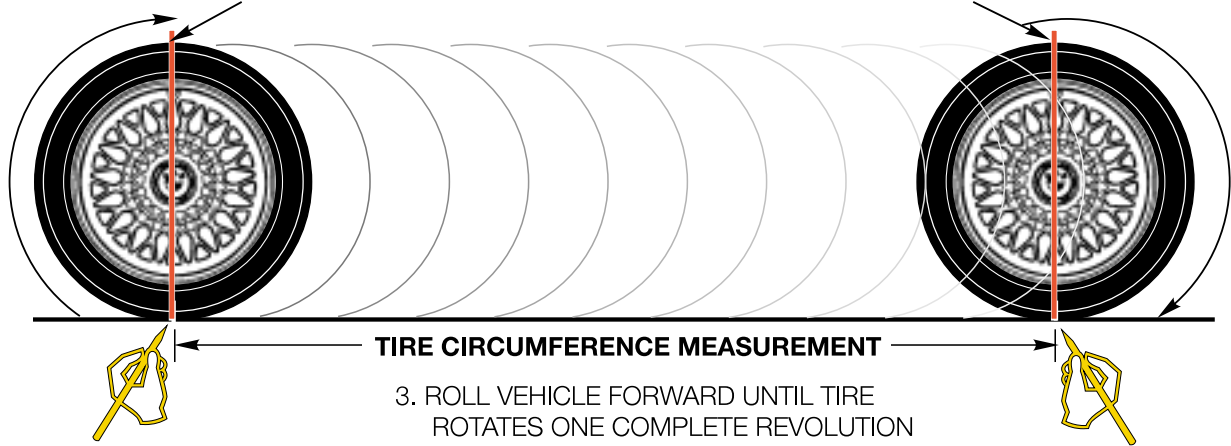 TIRE CIRCUMFERENCE MEASUREMENT
3. ROLL VEHICLE FORWARD UNTIL TIRE
ROTATES ONE COMPLETE REVOLUTION